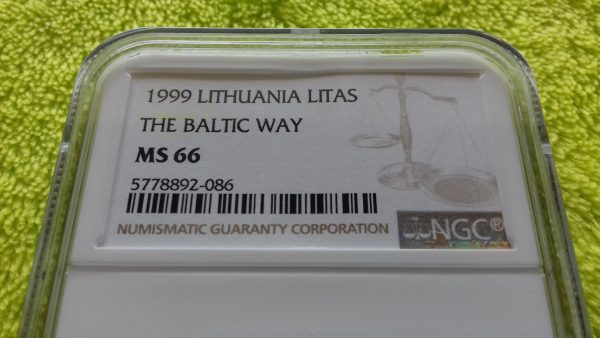 1999 LITHUANIA LITAS
THE BALTIC WAY
MS 66
5778892-086
NUMISMATIC GUARANTY CORPORATION
NGC®